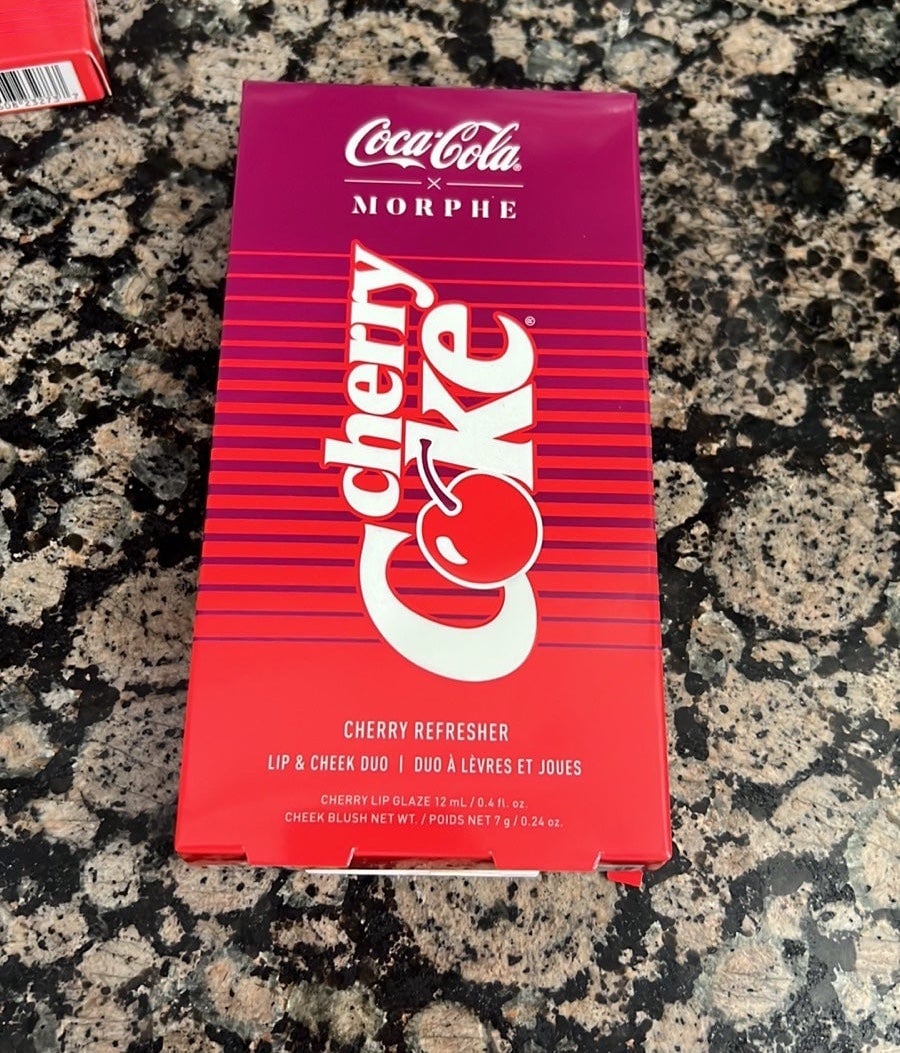 Coca-Cola®
×
MORPHE
cherry
Coke®
CHERRY REFRESHER
LIP & CHEEK DUO | DUO À LÈVRES ET JOUES
CHERRY LIP GLAZE 12 mL / 0.4 fl. oz.
CHEEK BLUSH NET WT. / POIDS NET 7 g / 0.24 oz.